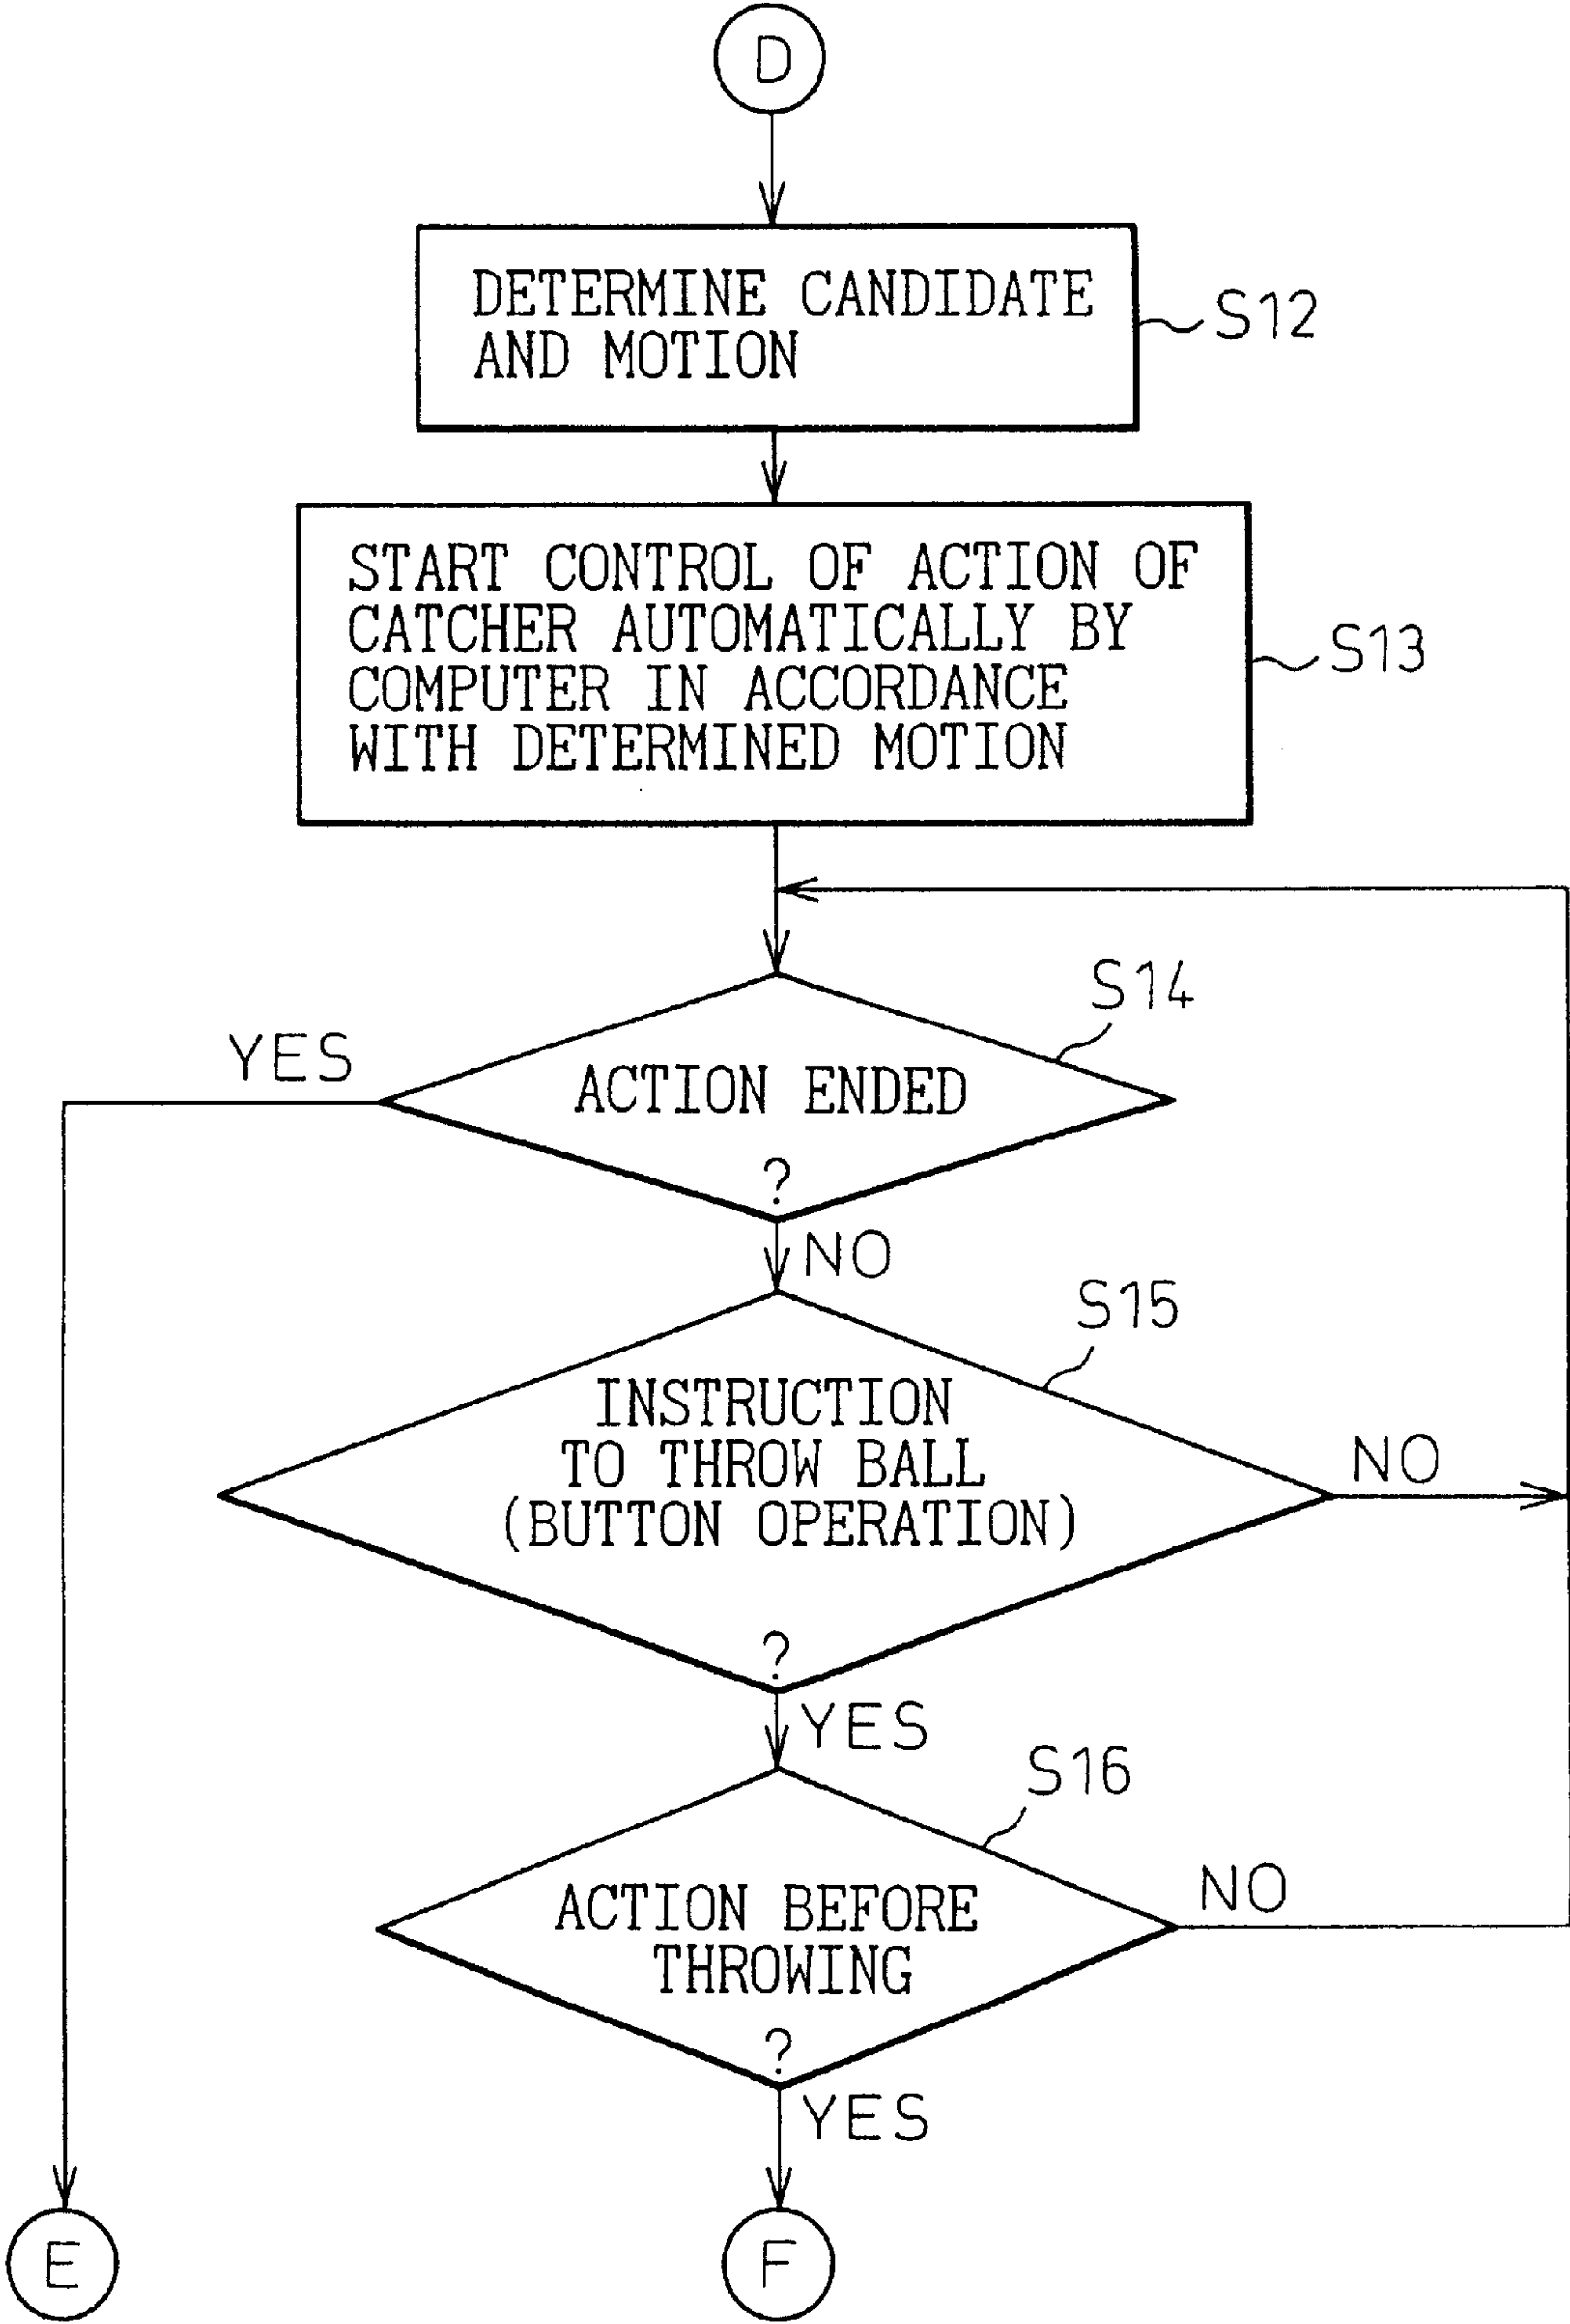 D
DETERMINE CANDIDATE
AND MOTION
S12
START CONTROL OF ACTION OF
CATCHER AUTOMATICALLY BY
COMPUTER IN ACCORDANCE
WITH DETERMINED MOTION
S13
S14
YES
ACTION ENDED
?
NO
S15
INSTRUCTION
TO THROW BALL
(BUTTON OPERATION)
?
NO
YES
S16
ACTION BEFORE
THROWING
?
NO
YES
E
F